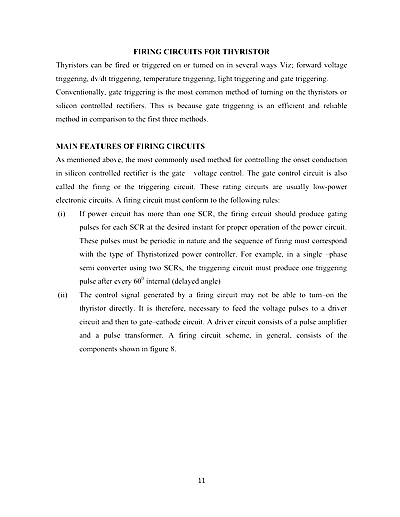 FIRING CIRCUITS FOR THYRISTOR
Thyristors can be fired or triggered on or turned on in several ways Viz; forward voltage
triggering, dv/dt triggering, temperature triggering, light triggering and gate triggering.
Conventionally, gate triggering is the most common method of turning on the thyristors or
silicon controlled rectifiers. This is because gate triggering is an efficient and reliable
method in comparison to the first three methods.
MAIN FEATURES OF FIRING CIRCUITS
As mentioned above, the most commonly used method for controlling the onset conduction
in silicon controlled rectifier is the gate – voltage control. The gate control circuit is also
called the firing or the triggering circuit. These rating circuits are usually low-power
electronic circuits. A firing circuit must conform to the following rules:
(i) If power circuit has more than one SCR, the firing circuit should produce gating
pulses for each SCR at the desired instant for proper operation of the power circuit.
These pulses must be periodic in nature and the sequence of firing must correspond
with the type of Thyristorized power controller. For example, in a single –phase
semi converter using two SCRs, the triggering circuit must produce one triggering
pulse after every 60⁰ internal (delayed angle)
(ii) The control signal generated by a firing circuit may not be able to turn–on the
thyristor directly. It is therefore, necessary to feed the voltage pulses to a driver
circuit and then to gate–cathode circuit. A driver circuit consists of a pulse amplifier
and a pulse transformer. A firing circuit scheme, in general, consists of the
components shown in figure 8.
11